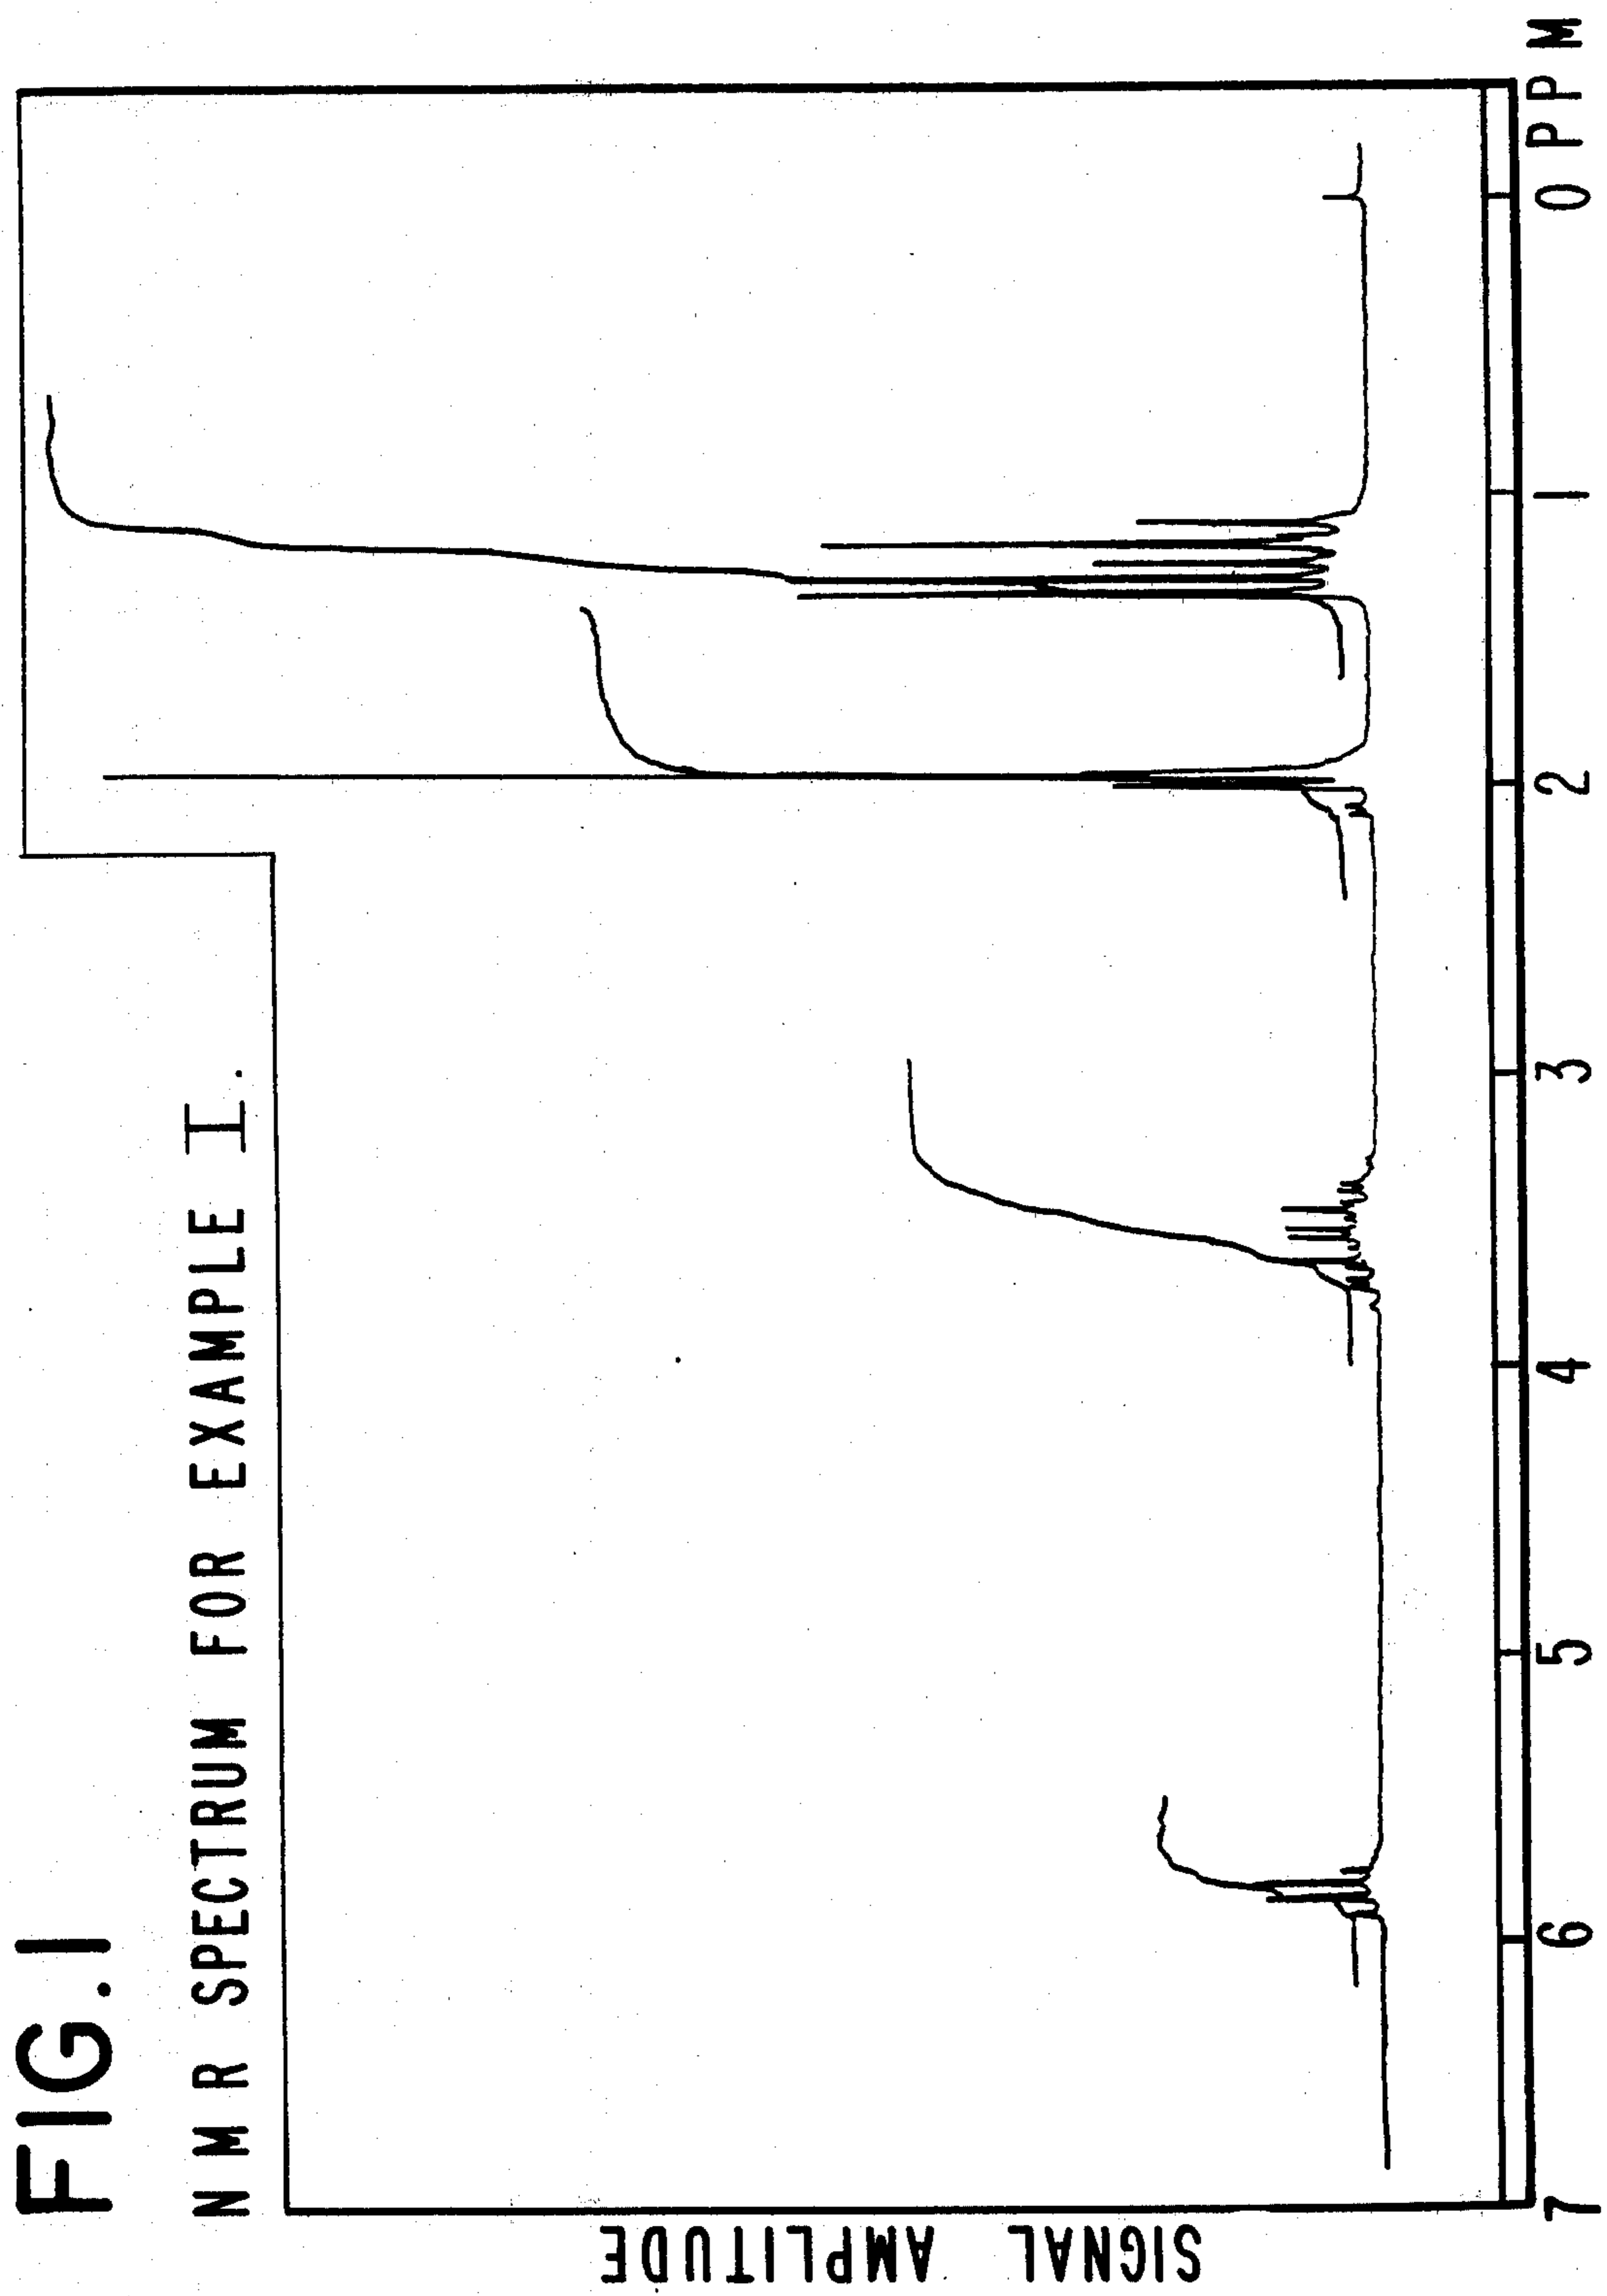 FIG.1
NMR SPECTRUM FOR EXAMPLE I.
SIGNAL AMPLITUDE
7 6 5 4 3 2 1 0 PPM